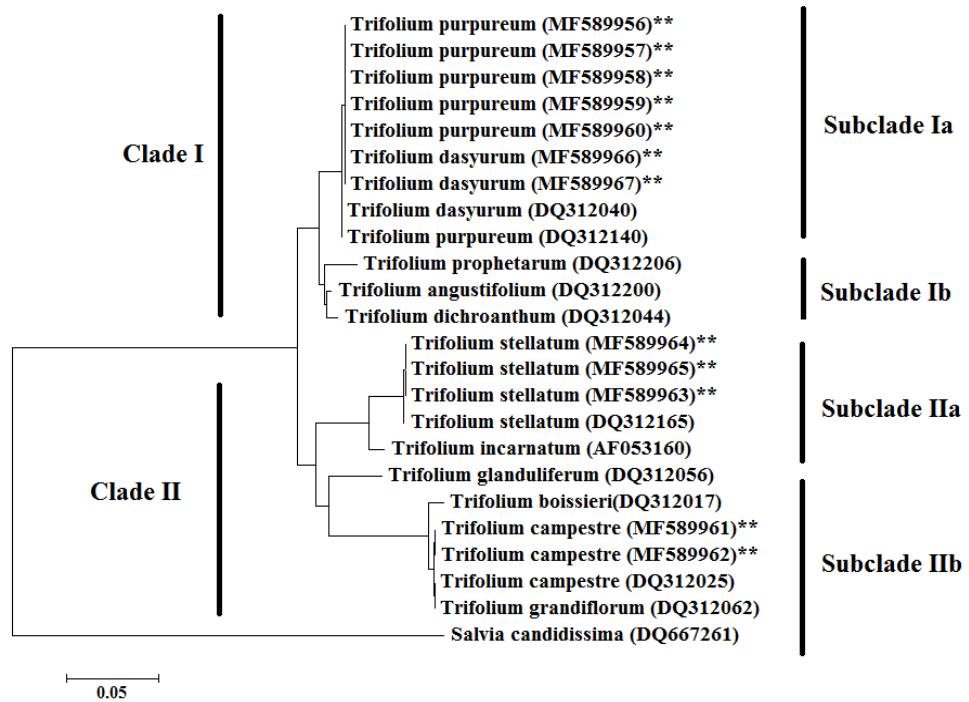 Trifolium purpureum (MF589956)**
Trifolium purpureum (MF589957)**
Trifolium purpureum (MF589958)**
Trifolium purpureum (MF589959)**
Trifolium purpureum (MF589960)**
Trifolium dasyurum (MF589966)**
Trifolium dasyurum (MF589967)**
Trifolium dasyurum (DQ312040)
Trifolium purpureum (DQ312140)
Trifolium prophetarum (DQ312206)
Trifolium angustifolium (DQ312200)
Trifolium dichroanthum (DQ312044)
Trifolium stellatum (MF589964)**
Trifolium stellatum (MF589965)**
Trifolium stellatum (MF589963)**
Trifolium stellatum (DQ312165)
Trifolium incarnatum (AF053160)
Trifolium glanduliferum (DQ312056)
Trifolium boissieri(DQ312017)
Trifolium campestre (MF589961)**
Trifolium campestre (MF589962)**
Trifolium campestre (DQ312025)
Trifolium grandiflorum (DQ312062)
Salvia candidissima (DQ667261)
Clade I
Clade II
Subclade Ia
Subclade Ib
Subclade IIa
Subclade IIb
0.05